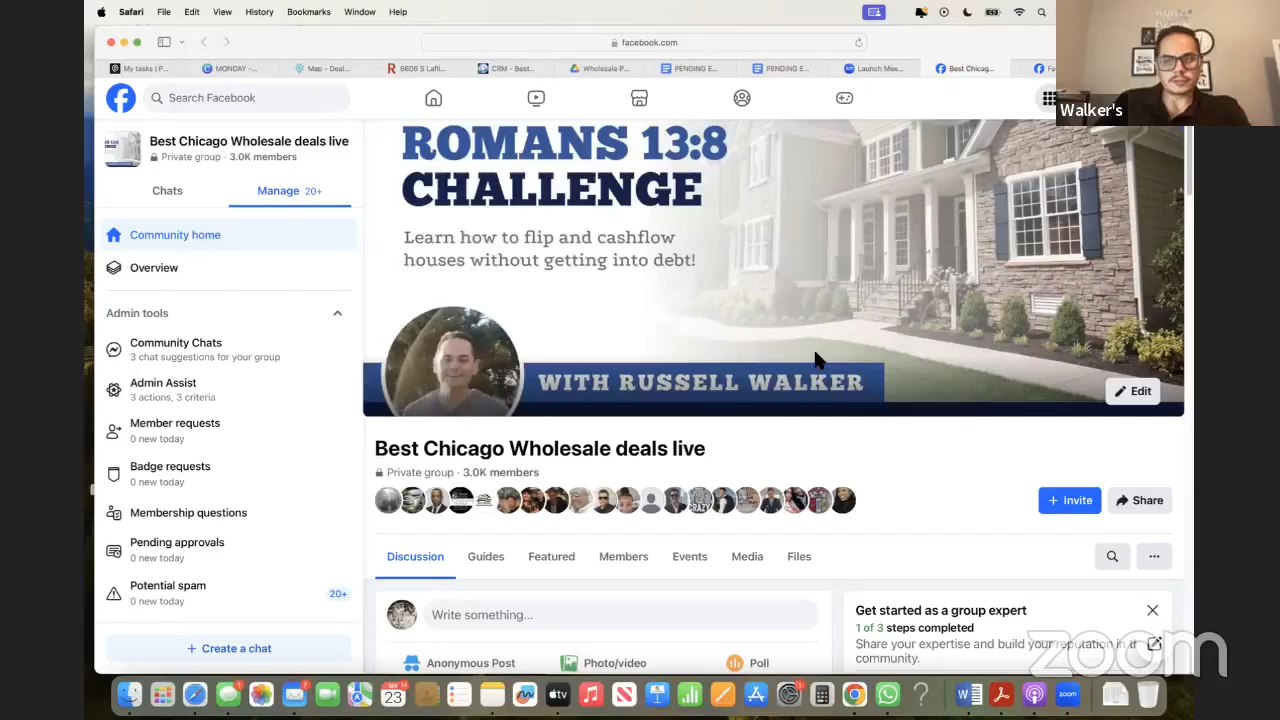 Safari File Edit View History Bookmarks Window Help
facebook.com
My tasks | P...
MONDAY -...
Map - Deal...
6606 S Lafli...
CRM - Best...
Wholesale P...
PENDING E...
PENDING E...
Launch Mee...
Best Chicag...
Search Facebook
Walker's
Best Chicago Wholesale deals live
Private group · 3.0K members
Chats
Manage 20+
Community home
Overview
Admin tools
Community Chats
3 chat suggestions for your group
Admin Assist
3 actions, 3 criteria
Member requests
0 new today
Badge requests
0 new today
Membership questions
Pending approvals
0 new today
Potential spam
0 new today
20+
+ Create a chat
ROMANS 13:8
CHALLENGE
Learn how to flip and cashflow
houses without getting into debt!
WITH RUSSELL WALKER
Edit
Best Chicago Wholesale deals live
Private group · 3.0K members
CRAZY
+ Invite
Share
Discussion Guides Featured Members Events Media Files
Write something...
Anonymous Post
Photo/video
Poll
Get started as a group expert
1 of 3 steps completed
Share your expertise and build your reputation in th
community.
zoom
SEP
23
tv
zoom